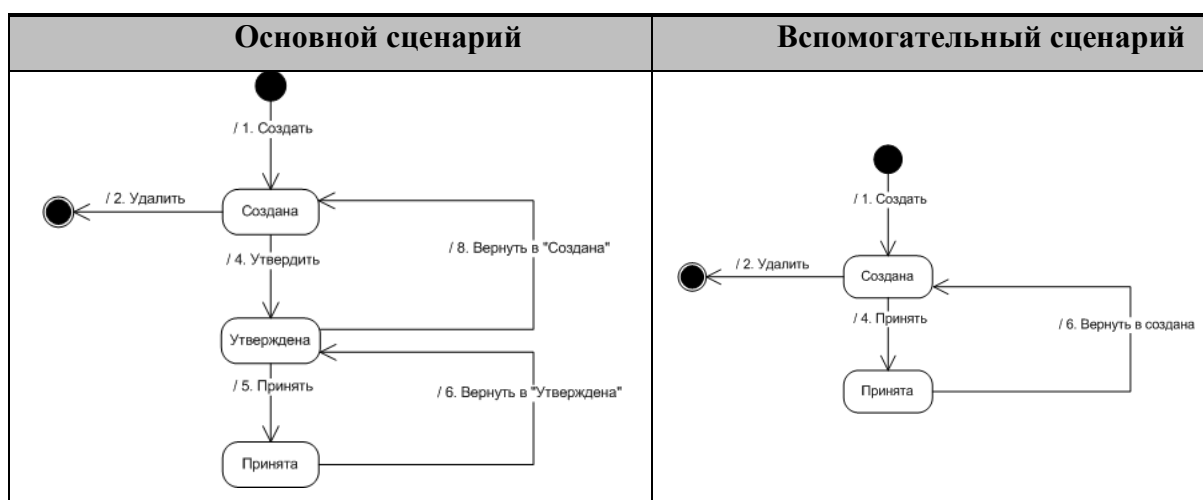 Основной сценарий
Вспомогательный сценарий
/ 1. Создать
/ 2. Удалить
Создана
/ 8. Вернуть в "Создана"
/ 4. Утвердить
Утверждена
/ 5. Принять
/ 6. Вернуть в "Утверждена"
Принята
/ 1. Создать
/ 2. Удалить
Создана
/ 4. Принять
/ 6. Вернуть в создана
Принята